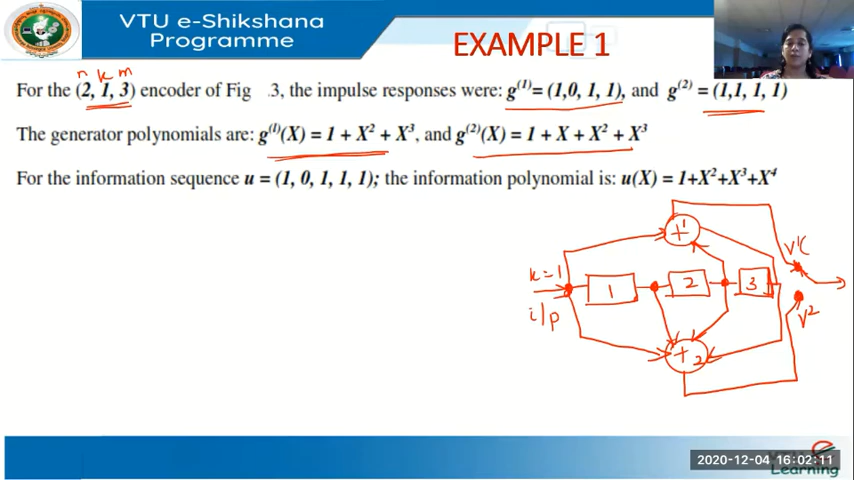 VTU e-Shikshana
Programme
EXAMPLE 1
n k m
For the (2, 1, 3) encoder of Fig .3, the impulse responses were: g⁽¹⁾= (1,0, 1, 1), and g⁽²⁾ = (1,1, 1, 1)
The generator polynomials are: g⁽¹⁾(X) = 1 + X² + X³, and g⁽²⁾(X) = 1 + X + X² + X³
For the information sequence u = (1, 0, 1, 1, 1); the information polynomial is: u(X) = 1+X²+X³+X⁴
+1
k=1
i/p
1
2
3
+2
V²
2020-12-04 16:02:11
Learning